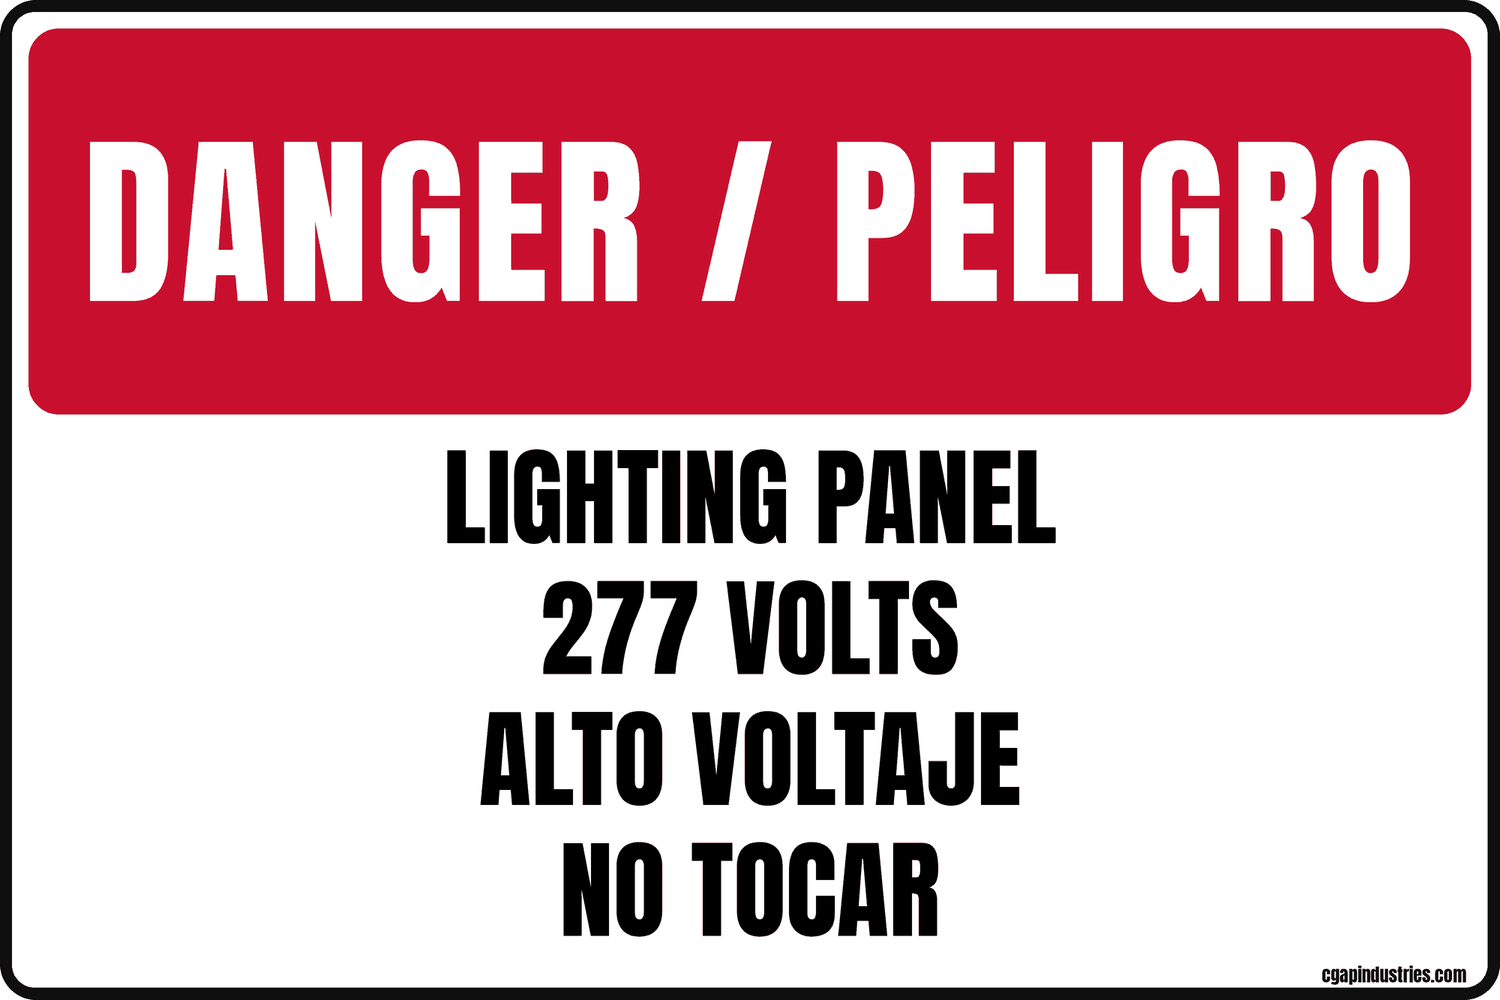 DANGER / PELIGRO
LIGHTING PANEL
277 VOLTS
ALTO VOLTAJE
NO TOCAR
cgapindustries.com